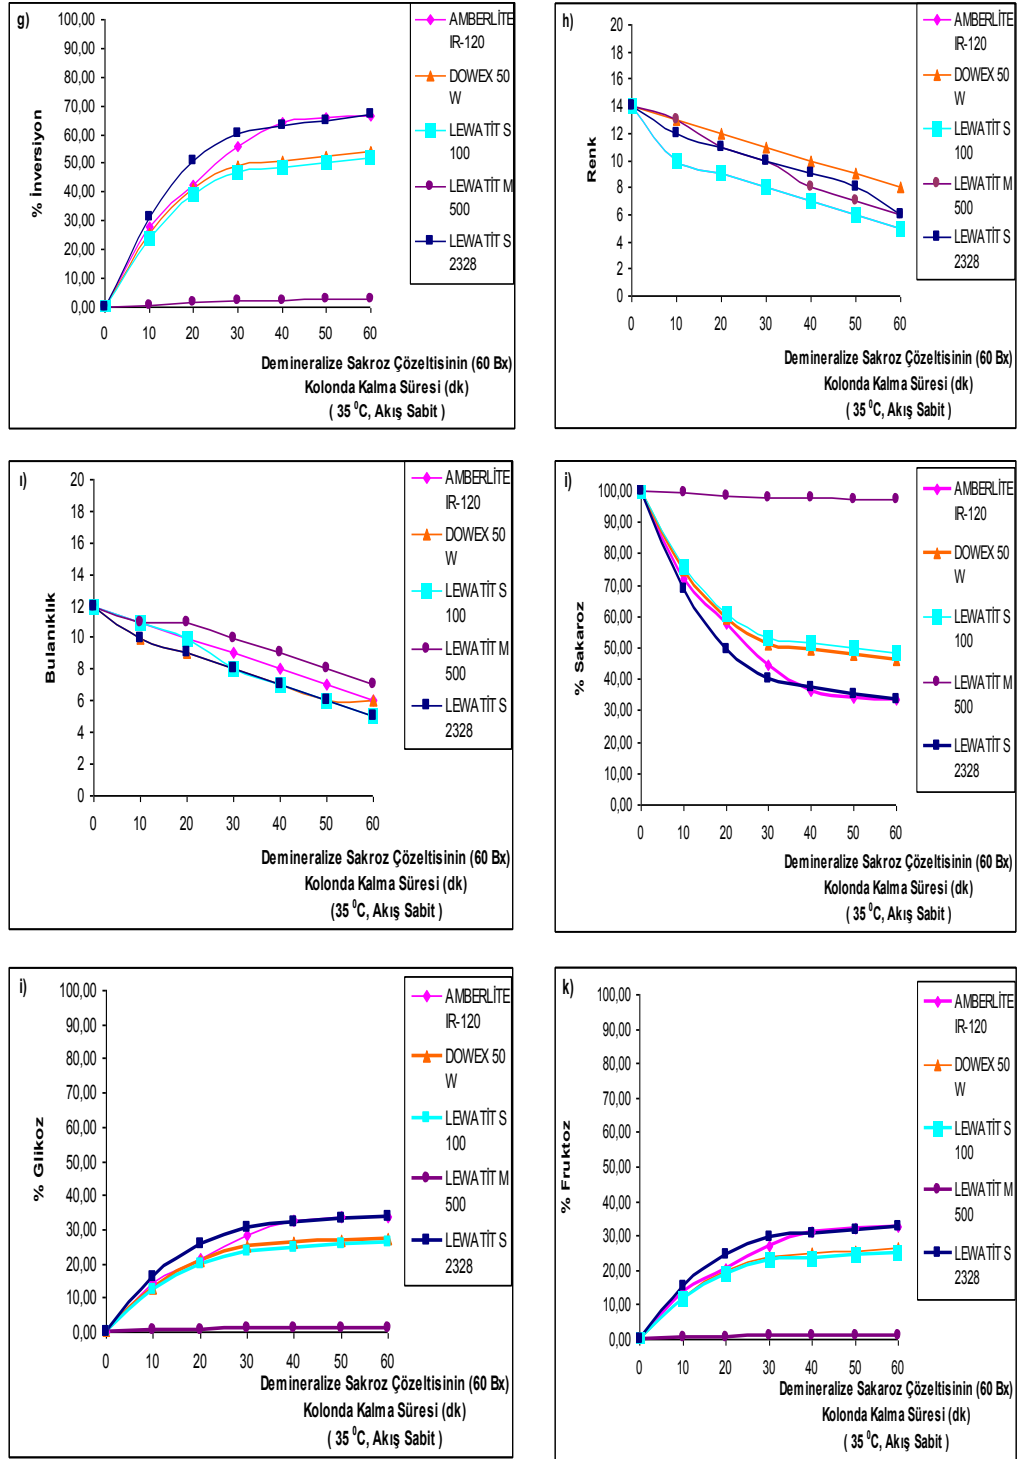 g)
100,00
90,00
80,00
70,00
60,00
50,00
40,00
30,00
20,00
10,00
0,00
% İnversiyon
0 10 20 30 40 50 60
AMBERLİTE
IR-120
DOWEX 50
W
LEWATİT S
100
LEWATİT M
500
LEWATİT S
2328
Demineralize Sakroz Çözeltisinin (60 Bx)
Kolonda Kalma Süresi (dk)
( 35 ⁰C, Akış Sabit )
h)
20
18
16
14
12
10
8
6
4
2
0
Renk
0 10 20 30 40 50 60
AMBERLİTE
IR-120
DOWEX 50
W
LEWATİT S
100
LEWATİT M
500
LEWATİT S
2328
Demineralize Sakroz Çözeltisinin (60 Bx)
Kolonda Kalma Süresi (dk)
( 35 ⁰C, Akış Sabit )
ı)
20
18
16
14
12
10
8
6
4
2
0
Bulanıklık
0 10 20 30 40 50 60
AMBERLİTE
IR-120
DOWEX 50
W
LEWATİT S
100
LEWATİT M
500
LEWATİT S
2328
Demineralize Sakroz Çözeltisinin (60 Bx)
Kolonda Kalma Süresi (dk)
(35 ⁰C, Akış Sabit )
i)
100,00
90,00
80,00
70,00
60,00
50,00
40,00
30,00
20,00
10,00
0,00
% Sakaroz
0 10 20 30 40 50 60
AMBERLİTE
IR-120
DOWEX 50
W
LEWATİT S
100
LEWATİT M
500
LEWATİT S
2328
Demineralize Sakroz Çözeltisinin (60 Bx)
Kolonda Kalma Süresi (dk)
( 35 ⁰C, Akış Sabit )
i)
100,00
90,00
80,00
70,00
60,00
50,00
40,00
30,00
20,00
10,00
0,00
% Glikoz
0 10 20 30 40 50 60
AMBERLİTE
IR-120
DOWEX 50
W
LEWATİT S
100
LEWATİT M
500
LEWATİT S
2328
Demineralize Sakroz Çözeltisinin (60 Bx)
Kolonda Kalma Süresi (dk)
( 35 ⁰C, Akış Sabit )
k)
100,00
90,00
80,00
70,00
60,00
50,00
40,00
30,00
20,00
10,00
0,00
% Fruktoz
0 10 20 30 40 50 60
AMBERLİTE
IR-120
DOWEX 50
W
LEWATİT S
100
LEWATİT M
500
LEWATİT S
2328
Demineralize Sakaroz Çözeltisinin (60 Bx)
Kolonda Kalma Süresi (dk)
( 35 ⁰C, Akış Sabit )